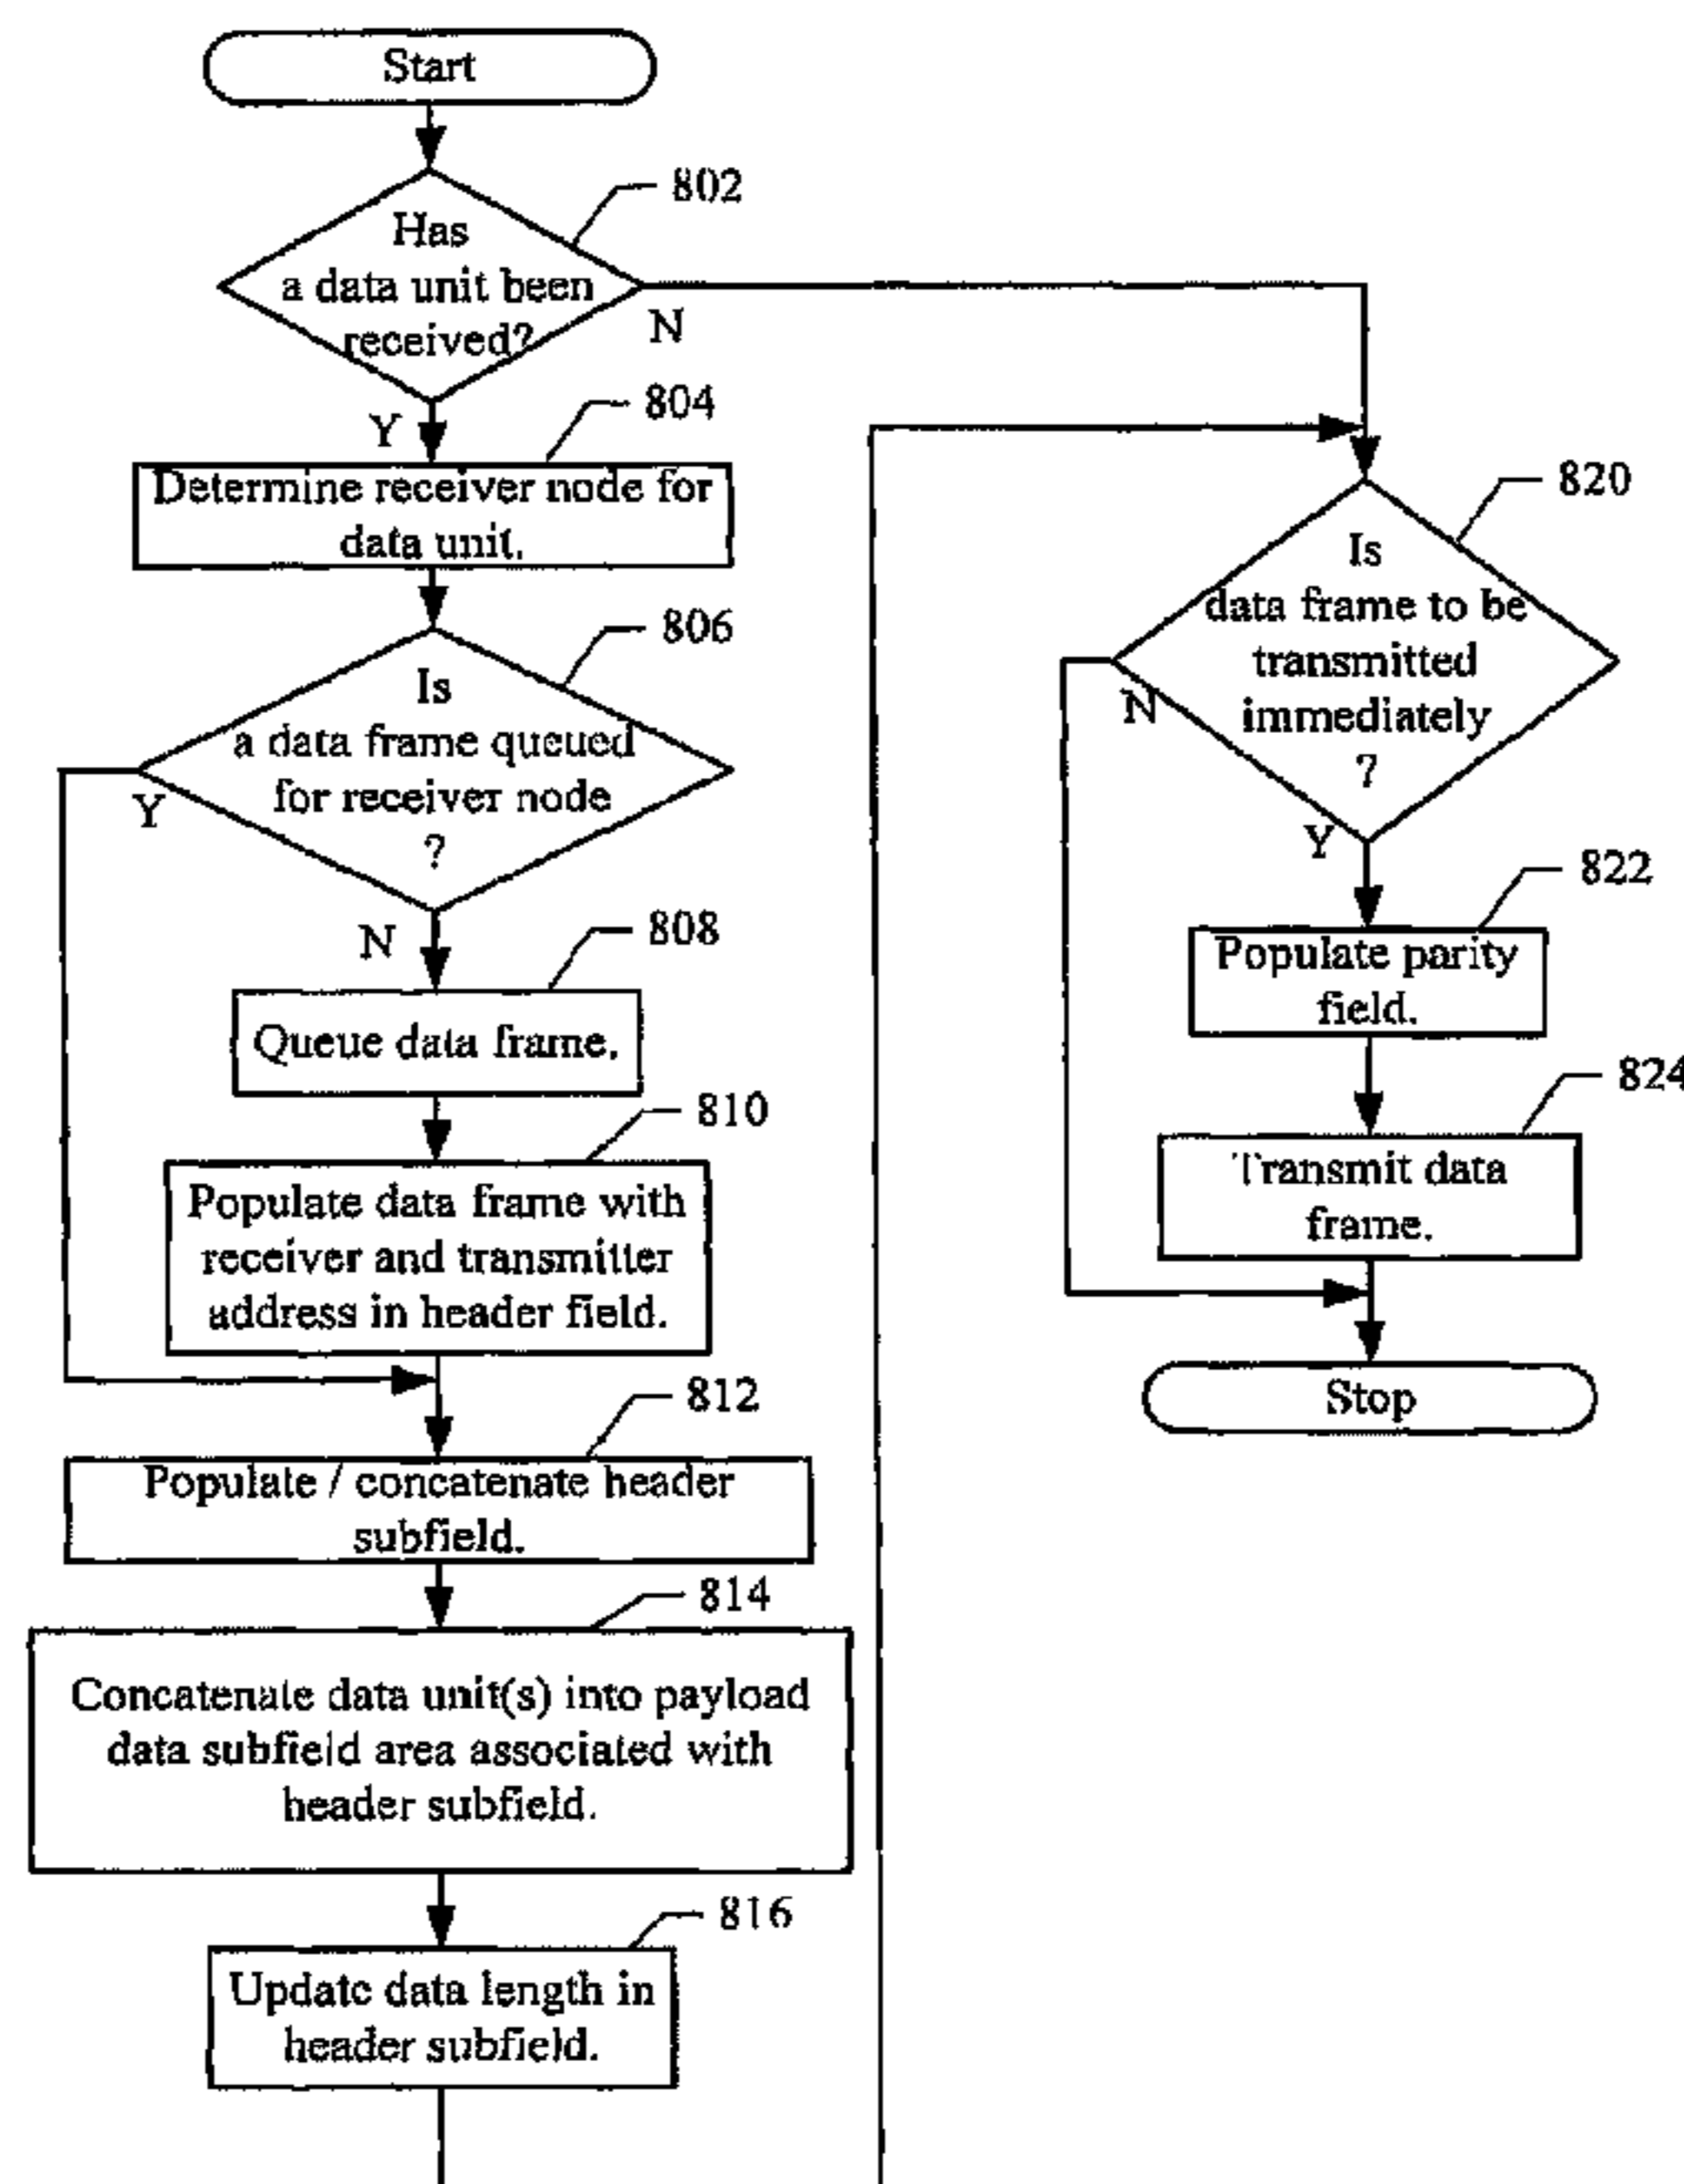 Start
802
Has
a data unit been
received?
N
Y
804
Determine receiver node for
data unit.
806
Is
a data frame queued
for receiver node
?
Y
N
808
Queue data frame.
810
Populate data frame with
receiver and transmitter
address in header field.
812
Populate / concatenate header
subfield.
814
Concatenate data unit(s) into payload
data subfield area associated with
header subfield.
816
Update data length in
header subfield.
820
Is
data frame to be
transmitted
immediately
?
N
Y
822
Populate parity
field.
824
Transmit data
frame.
Stop